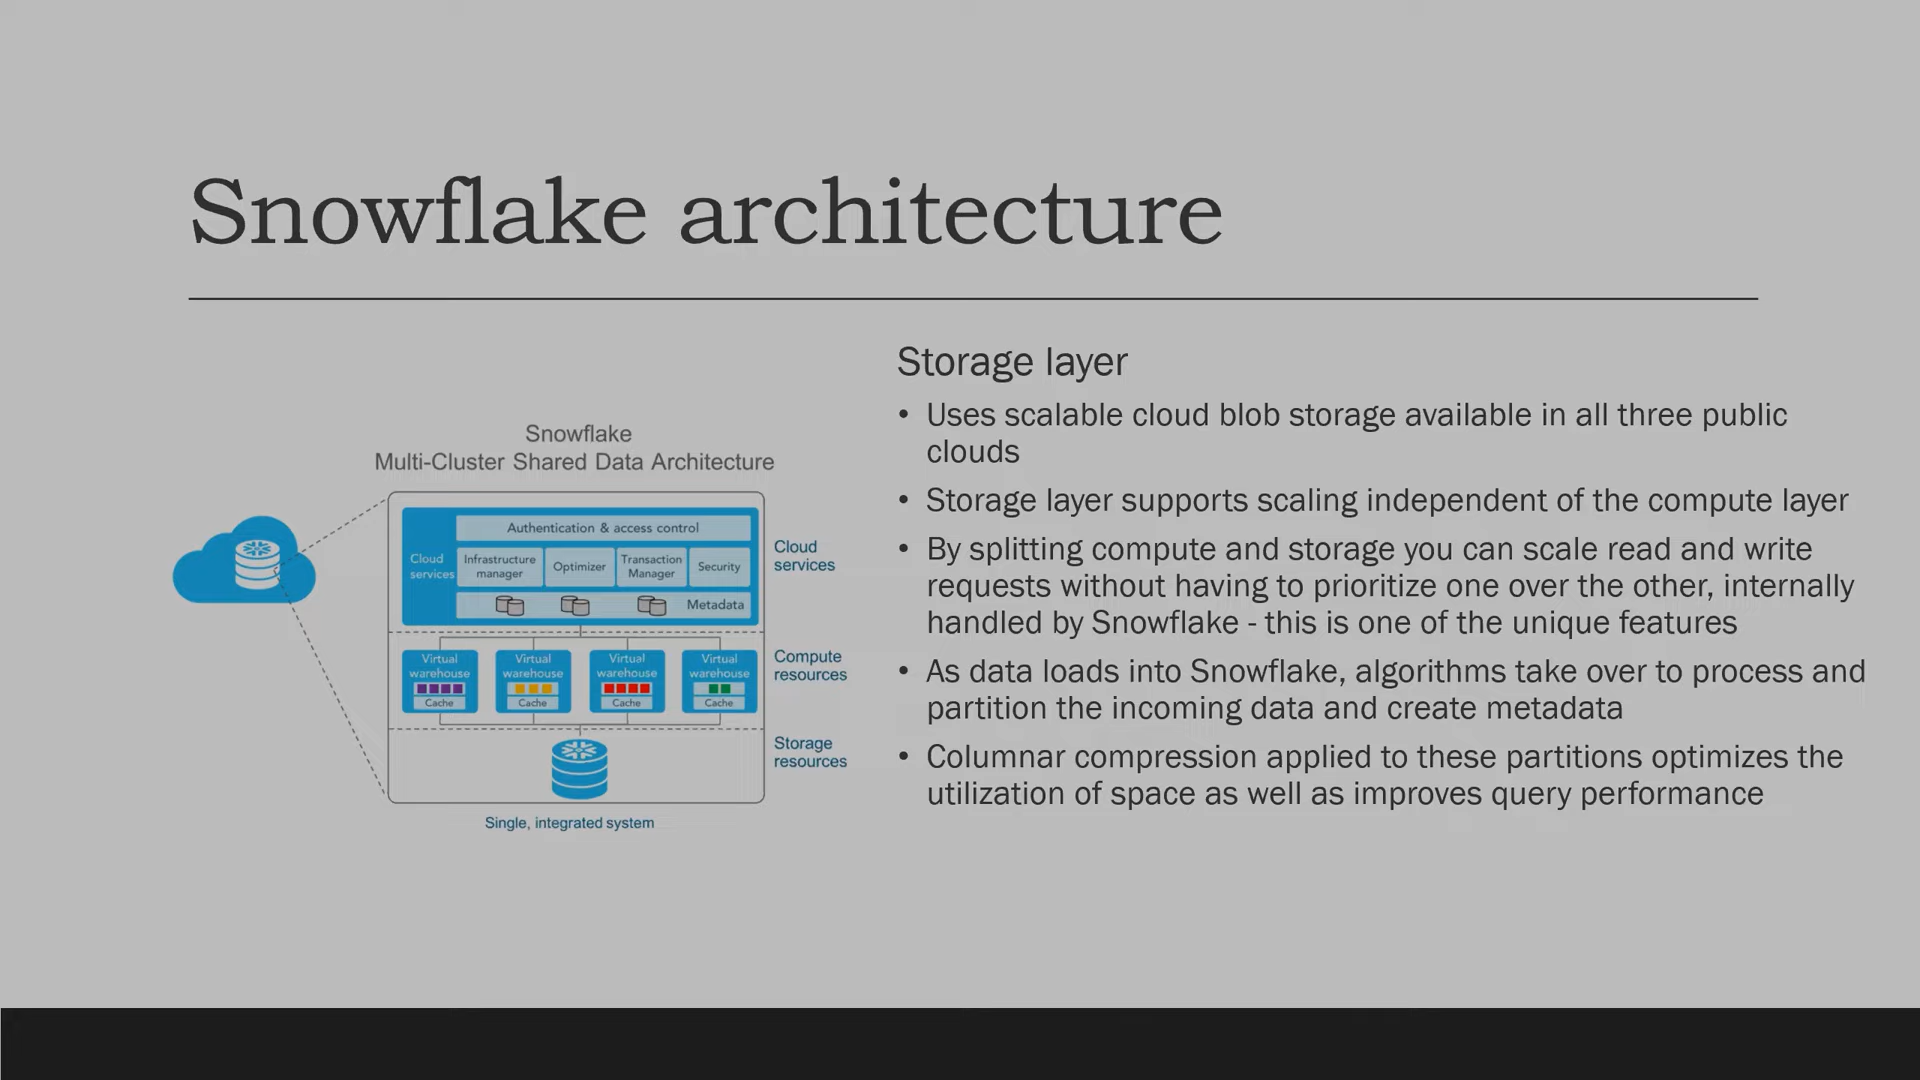 Snowflake architecture
Snowflake
Multi-Cluster Shared Data Architecture
Authentication & access control
Cloud
services
Infrastructure
manager
Optimizer
Transaction
Manager
Security
Metadata
Cloud
services
Virtual
warehouse
Cache
Virtual
warehouse
Cache
Virtual
warehouse
Cache
Virtual
warehouse
Cache
Compute
resources
Storage
resources
Single, integrated system
Storage layer
• Uses scalable cloud blob storage available in all three public
clouds
• Storage layer supports scaling independent of the compute layer
• By splitting compute and storage you can scale read and write
requests without having to prioritize one over the other, internally
handled by Snowflake - this is one of the unique features
• As data loads into Snowflake, algorithms take over to process and
partition the incoming data and create metadata
• Columnar compression applied to these partitions optimizes the
utilization of space as well as improves query performance